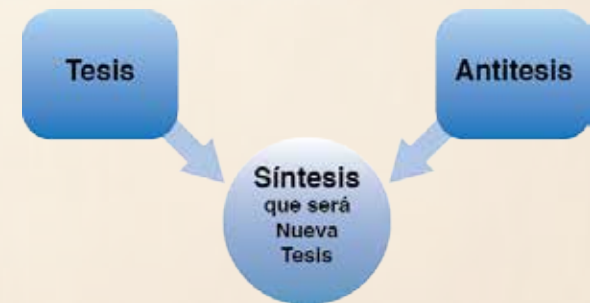 Tesis
Antitesis
Síntesis
que será
Nueva
Tesis